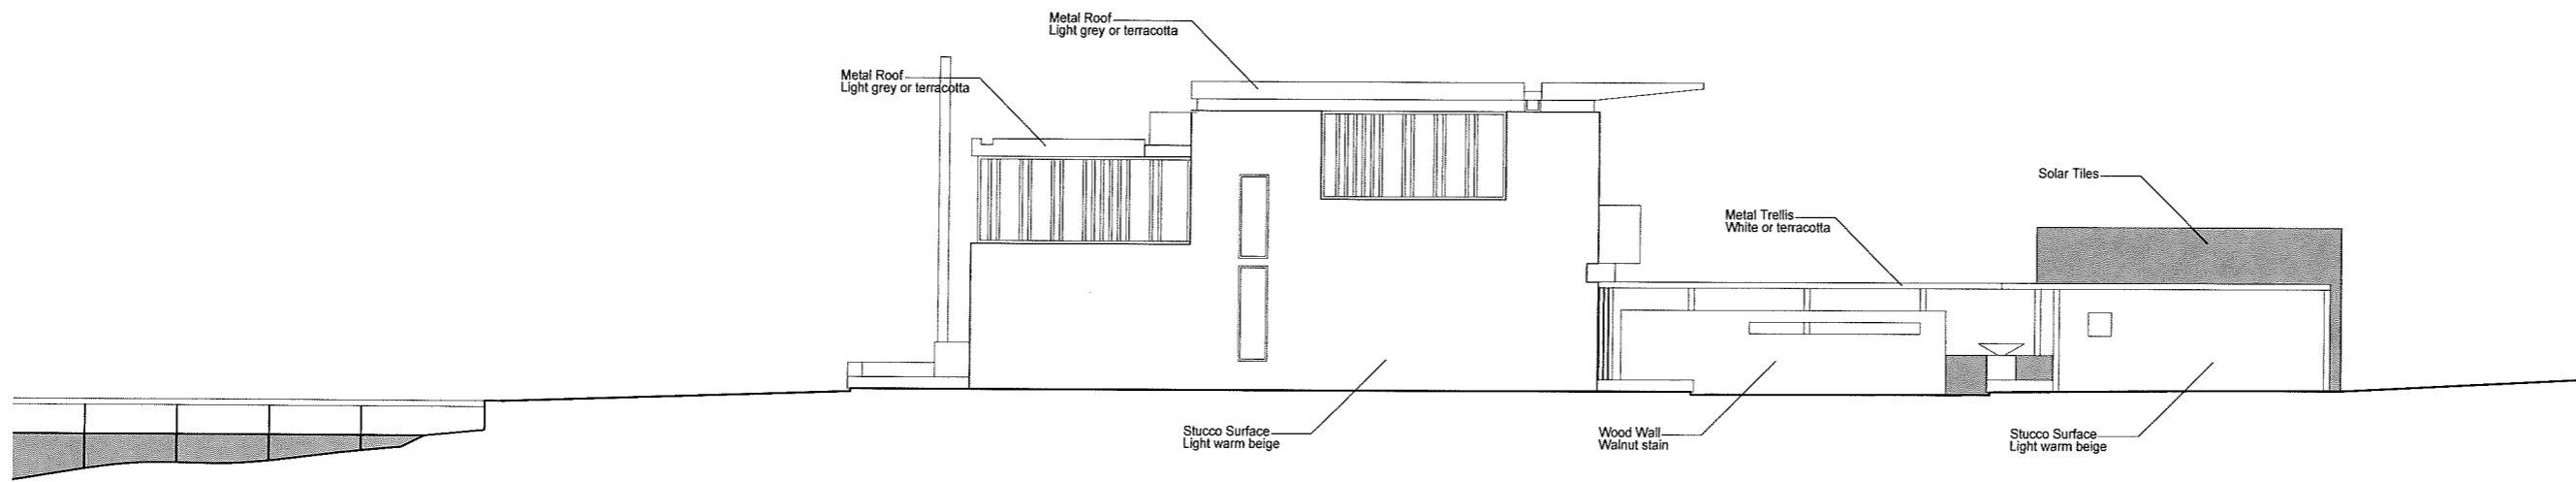 Metal Roof
Light grey or terracotta
Metal Roof
Light grey or terracotta
Solar Tiles
Metal Trellis
White or terracotta
Stucco Surface
Light warm beige
Wood Wall
Walnut stain
Stucco Surface
Light warm beige